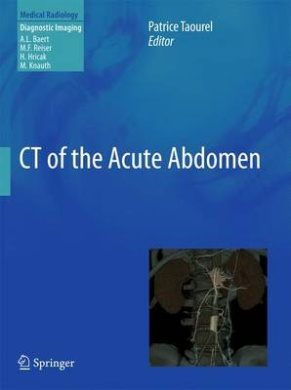 Medical Radiology
Diagnostic Imaging
A.L. Baert
M.F. Reiser
H. Hricak
M. Knauth
Patrice Taourel
Editor
CT of the Acute Abdomen
Springer